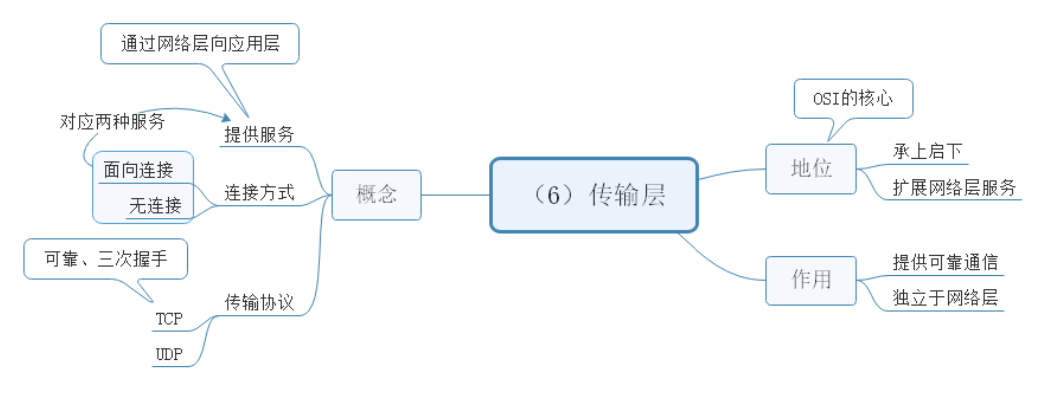 通过网络层向应用层
对应两种服务
提供服务
面向连接
无连接
连接方式
概念
可靠、三次握手
传输协议
TCP
UDP
（6）传输层
OSI的核心
地位
承上启下
扩展网络层服务
作用
提供可靠通信
独立于网络层